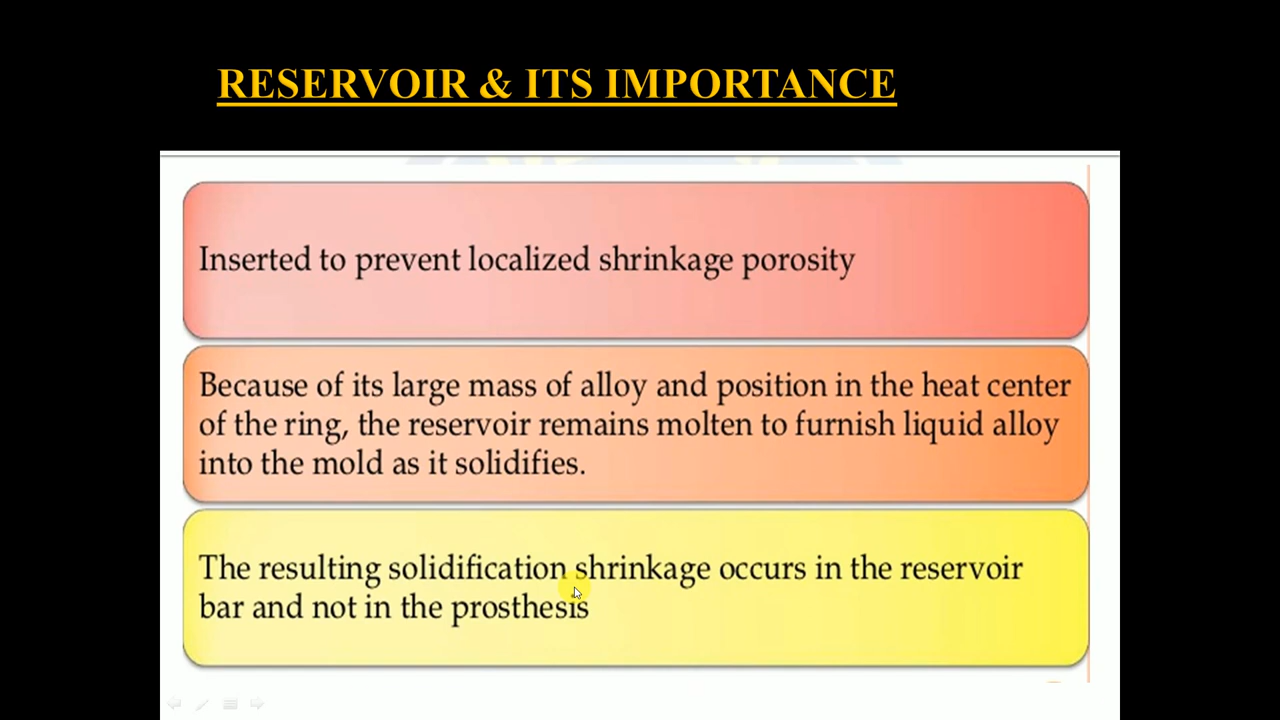 RESERVOIR & ITS IMPORTANCE
Inserted to prevent localized shrinkage porosity
Because of its large mass of alloy and position in the heat center
of the ring, the reservoir remains molten to furnish liquid alloy
into the mold as it solidifies.
The resulting solidification shrinkage occurs in the reservoir
bar and not in the prosthesis